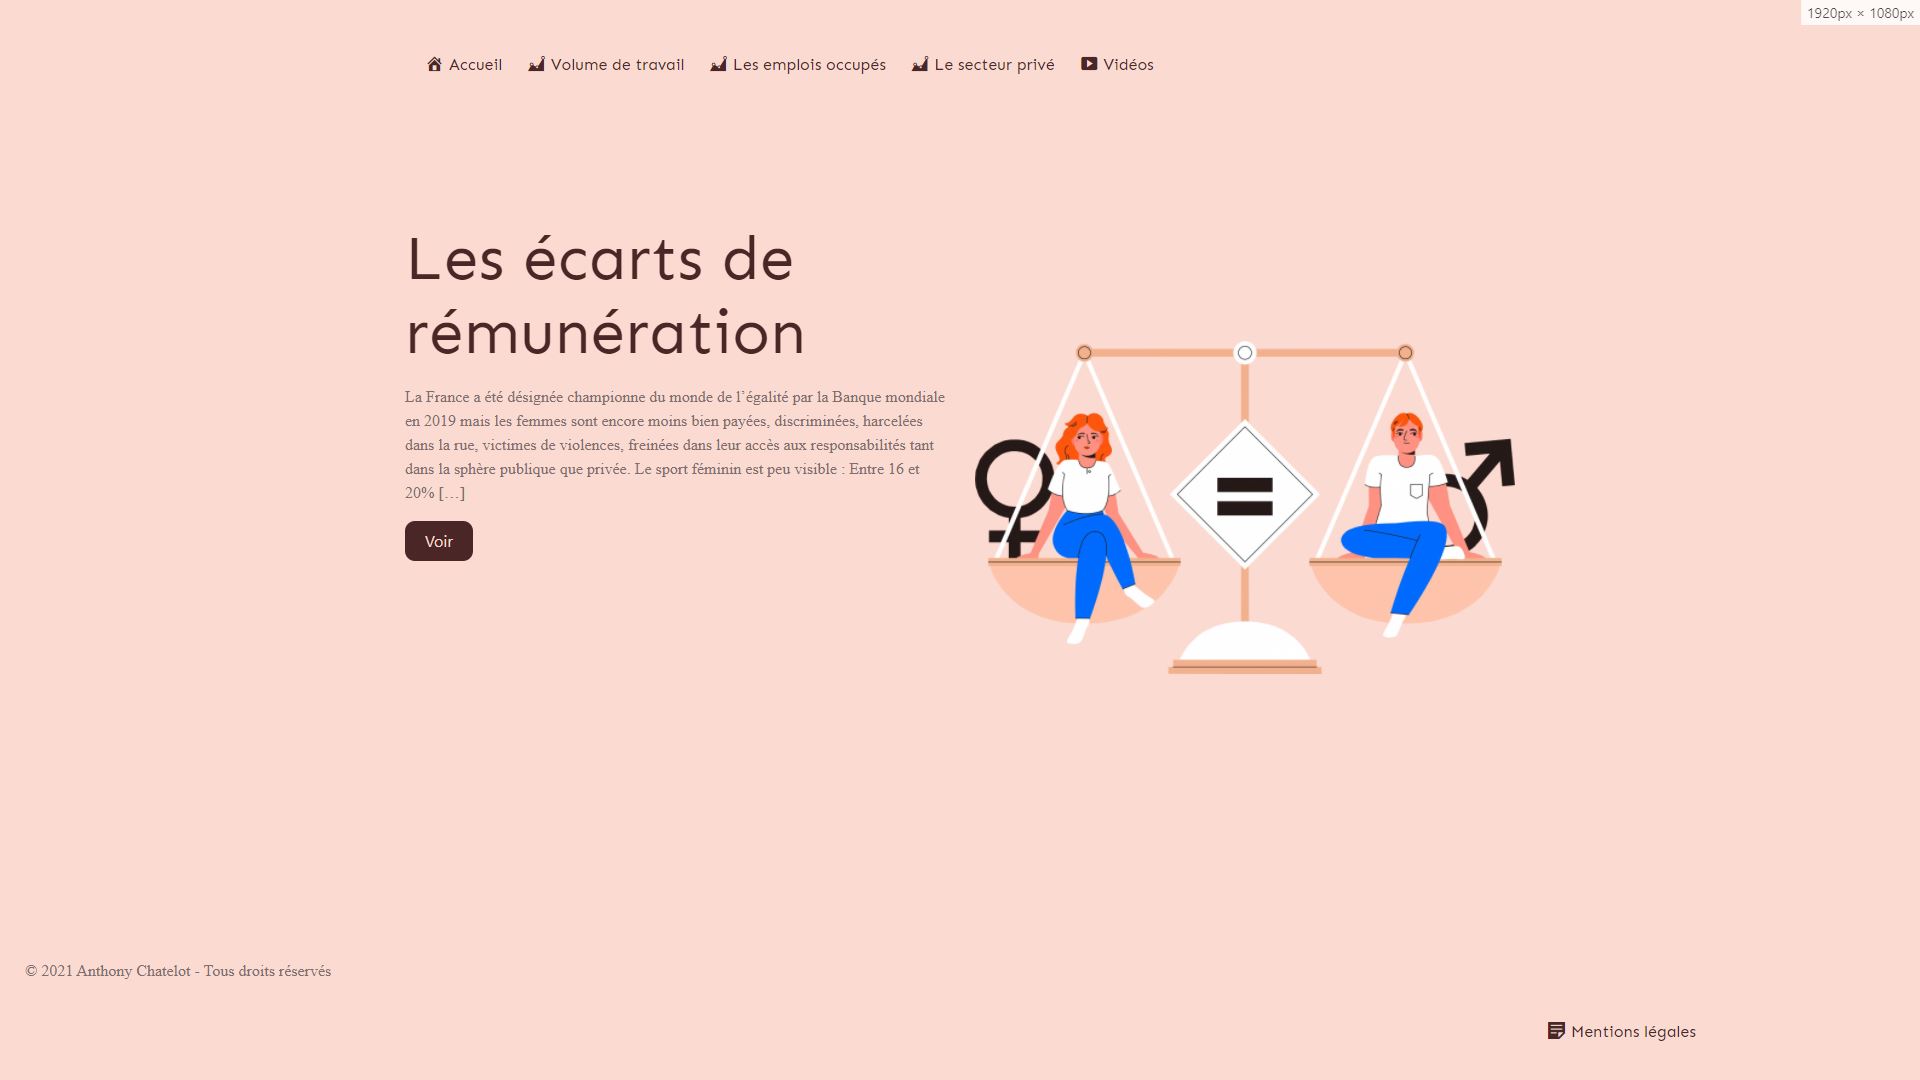 1920px × 1080px
Accueil Volume de travail Les emplois occupés Le secteur privé Vidéos
Les écarts de
rémunération
La France a été désignée championne du monde de l’égalité par la Banque mondiale
en 2019 mais les femmes sont encore moins bien payées, discriminées, harcelées
dans la rue, victimes de violences, freinées dans leur accès aux responsabilités tant
dans la sphère publique que privée. Le sport féminin est peu visible : Entre 16 et
20% […]
Voir
© 2021 Anthony Chatelot - Tous droits réservés
Mentions légales